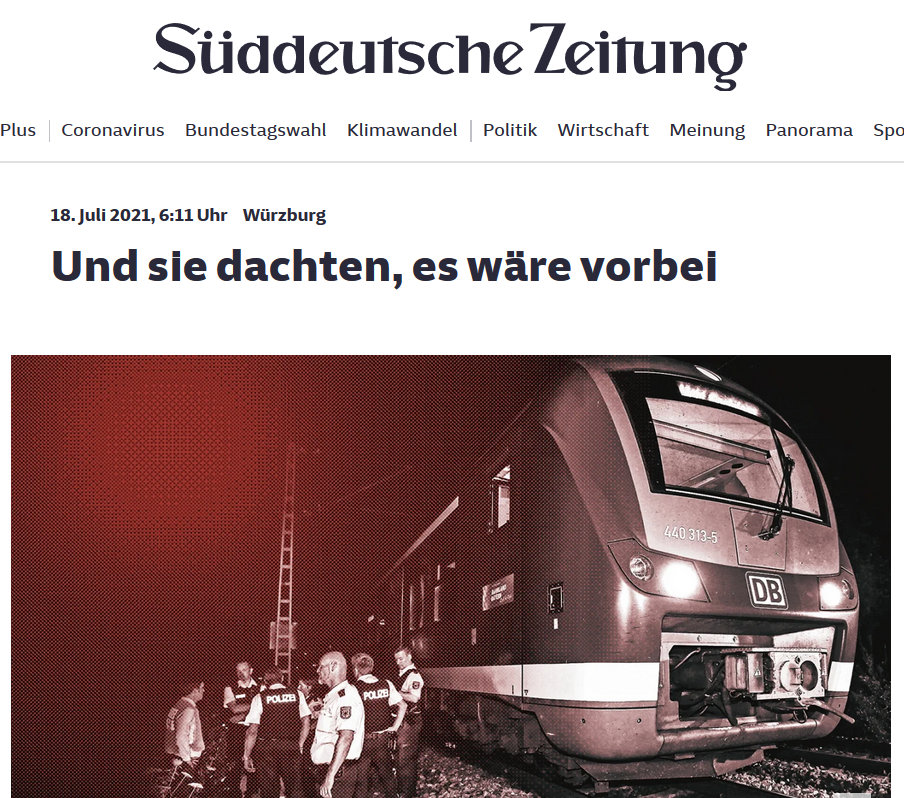 Süddeutsche Zeitung
Plus Coronavirus Bundestagswahl Klimawandel Politik Wirtschaft Meinung Panorama Spo
18. Juli 2021, 6:11 Uhr Würzburg
Und sie dachten, es wäre vorbei
440 313-5
DB
POLIZEI
POLIZEI